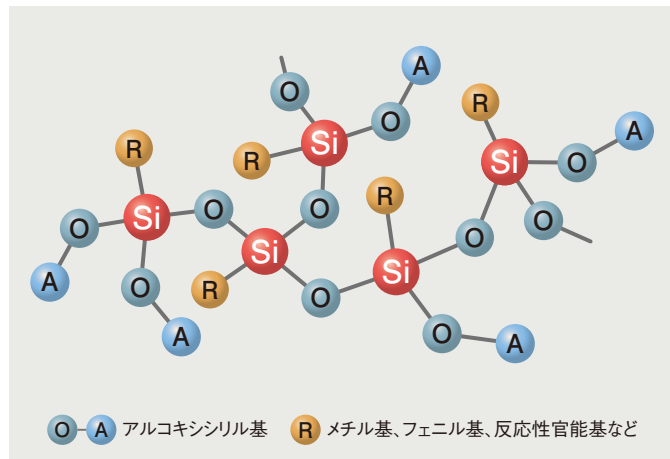 A
O R
O A
R R Si Si O
R
Si O O O
O O
Si Si
A O R O
A O A
O A アルコキシシリル基 R メチル基、フェニル基、反応性官能基など